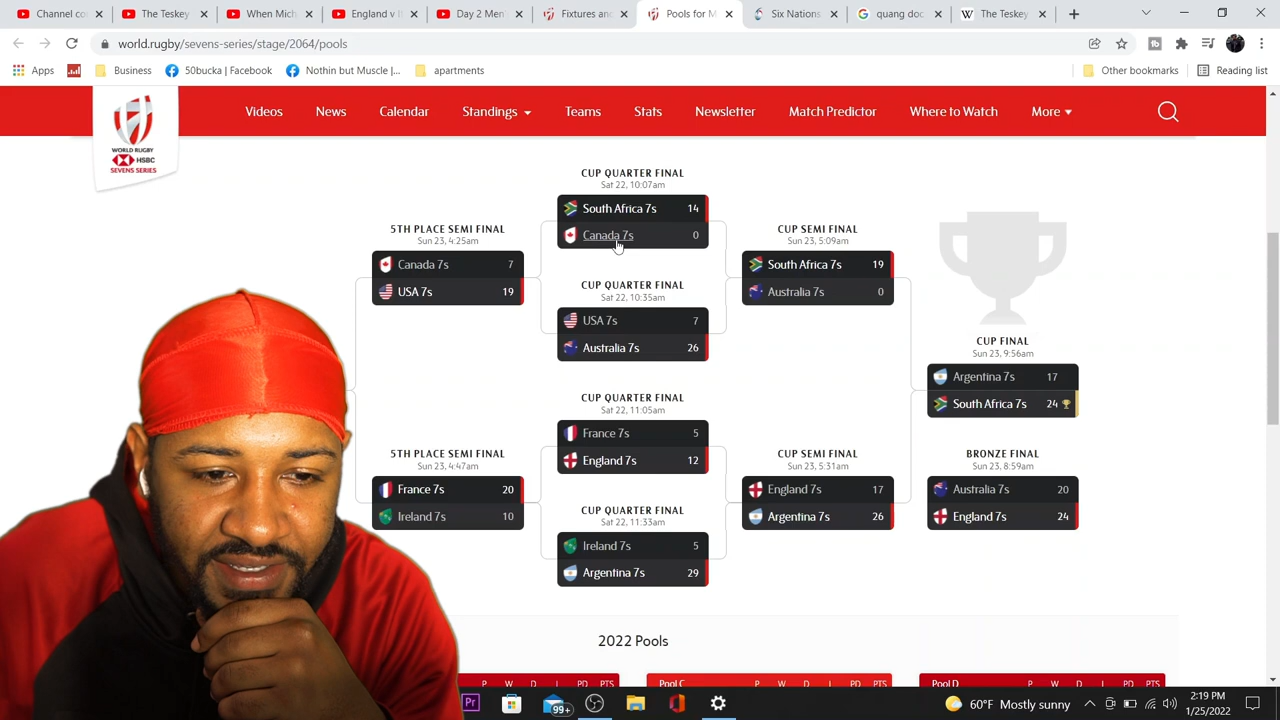 Channel co
The Teskey
When Mich
England v I
Day 2 Men'
Fixtures and
Pools for M
Six Nations
quang doc
The Teskey
world.rugby/sevens-series/stage/2064/pools
Apps
Business
50bucka | Facebook
Nothin but Muscle |...
apartments
Other bookmarks
Reading list
WORLD RUGBY
HSBC
SEVENS SERIES
Videos
News
Calendar
Standings
Teams
Stats
Newsletter
Match Predictor
Where to Watch
More
5TH PLACE SEMI FINAL
Sun 23, 4:25am
Canada 7s 7
USA 7s 19
5TH PLACE SEMI FINAL
Sun 23, 4:47am
France 7s 20
Ireland 7s 10
CUP QUARTER FINAL
Sat 22, 10:07am
South Africa 7s 14
Canada 7s 0
CUP QUARTER FINAL
Sat 22, 10:35am
USA 7s 7
Australia 7s 26
CUP QUARTER FINAL
Sat 22, 11:05am
France 7s 5
England 7s 12
CUP QUARTER FINAL
Sat 22, 11:33am
Ireland 7s 5
Argentina 7s 29
CUP SEMI FINAL
Sun 23, 5:09am
South Africa 7s 19
Australia 7s 0
CUP SEMI FINAL
Sun 23, 5:31am
England 7s 17
Argentina 7s 26
CUP FINAL
Sun 23, 9:56am
Argentina 7s 17
South Africa 7s 24
BRONZE FINAL
Sun 23, 8:59am
Australia 7s 20
England 7s 24
2022 Pools
P W D L PD PTS
Pool C P W D L PD PTS
Pool D P W D L PD PTS
Pr
99+
60°F Mostly sunny
2:19 PM
1/25/2022